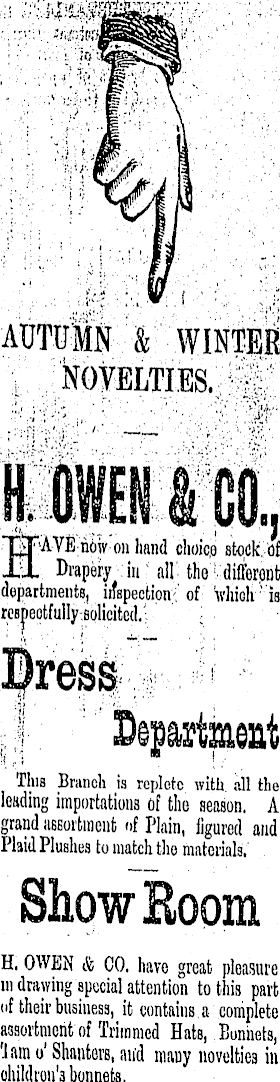 AUTUMN & WINTER
NOVELTIES.
H. OWEN & CO.,
HAVE now on hand choice stock of
Drapery in all the different
departments, inspection of which is
respectfully solicited.
Dress
Department
This Branch is replete with all the
leading importations of the season. A
grand assortment of Plain, figured and
Plaid Plushes to match the materials.
Show Room
H. OWEN & CO. have great pleasure
in drawing special attention to this part
of their business, it contains a complete
assortment of Trimmed Hats, Bonnets,
Tam o' Shanters, and many novelties in
children's bonnets.